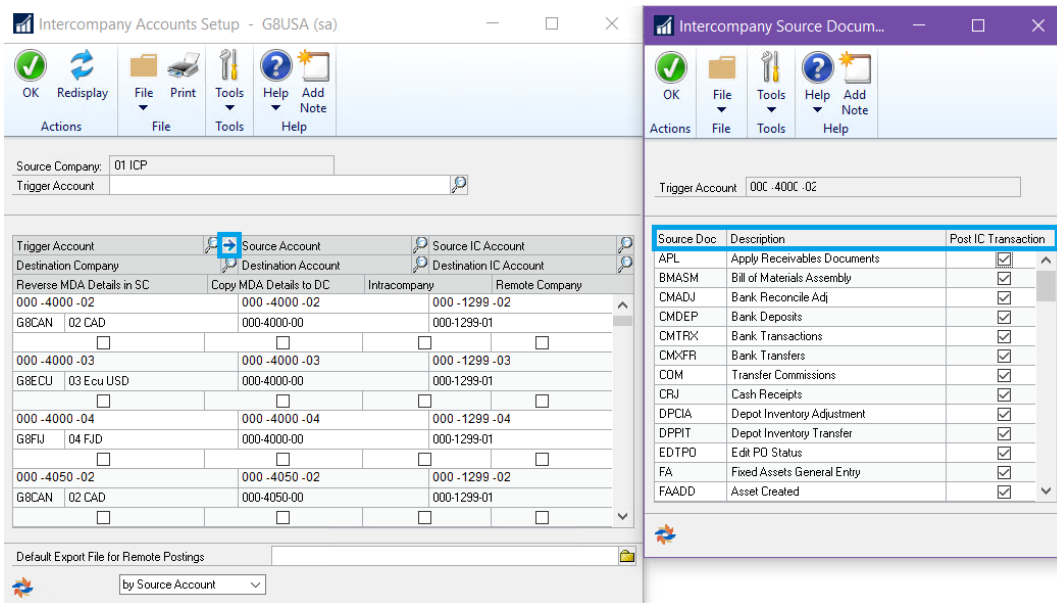 Intercompany Accounts Setup - G8USA (sa)
OK Redisplay File Print Tools Help Add Note
Actions File Tools Help
Source Company: 01 ICP
Trigger Account
Trigger Account Source Account Source IC Account
Destination Company Destination Account Destination IC Account
Reverse MDA Details in SC Copy MDA Details to DC Intracompany Remote Company
000 -4000 -02 000 -4000 -02 000 -1299 -02
G8CAN 02 CAD 000-4000-00 000-1299-01
000 -4000 -03 000 -4000 -03 000 -1299 -03
G8ECU 03 Ecu USD 000-4000-00 000-1299-01
000 -4000 -04 000 -4000 -04 000 -1299 -04
G8FIJ 04 FJD 000-4000-00 000-1299-01
000 -4050 -02 000 -4050 -02 000 -1299 -02
G8CAN 02 CAD 000-4050-00 000-1299-01
Default Export File for Remote Postings
by Source Account
Intercompany Source Docum...
OK File Tools Help Add Note
Actions File Tools Help
Trigger Account 000 -4000 -02
Source Doc Description Post IC Transaction
APL Apply Receivables Documents
BMASM Bill of Materials Assembly
CMADJ Bank Reconcile Adj
CMDEP Bank Deposits
CMTRX Bank Transactions
CMXFR Bank Transfers
COM Transfer Commissions
CRJ Cash Receipts
DPCIA Depot Inventory Adjustment
DPPIT Depot Inventory Transfer
EDTPO Edit PO Status
FA Fixed Assets General Entry
FAADD Asset Created